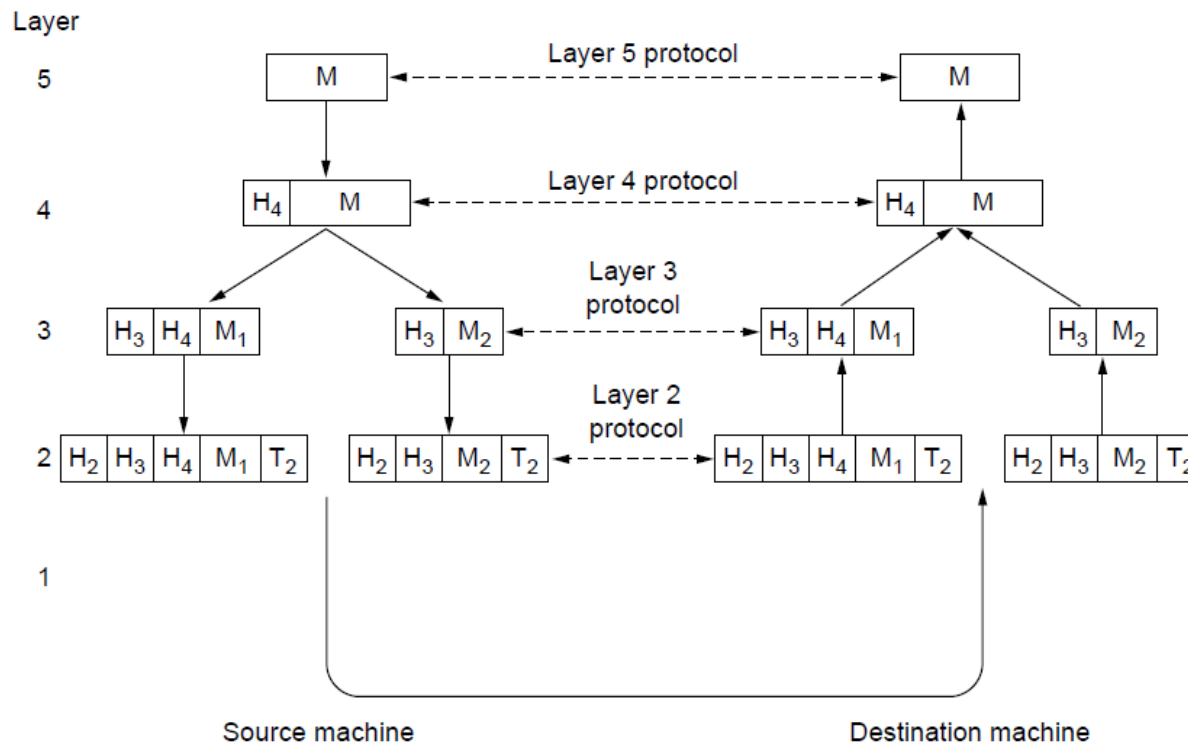 Layer
5 M Layer 5 protocol M
4 H₄ M Layer 4 protocol H₄ M
Layer 3
protocol
3 H₃ H₄ M₁ H₃ M₂ H₃ H₄ M₁ H₃ M₂
Layer 2
protocol
2 H₂ H₃ H₄ M₁ T₂ H₂ H₃ M₂ T₂ H₂ H₃ H₄ M₁ T₂ H₂ H₃ M₂ T₂
1
Source machine Destination machine